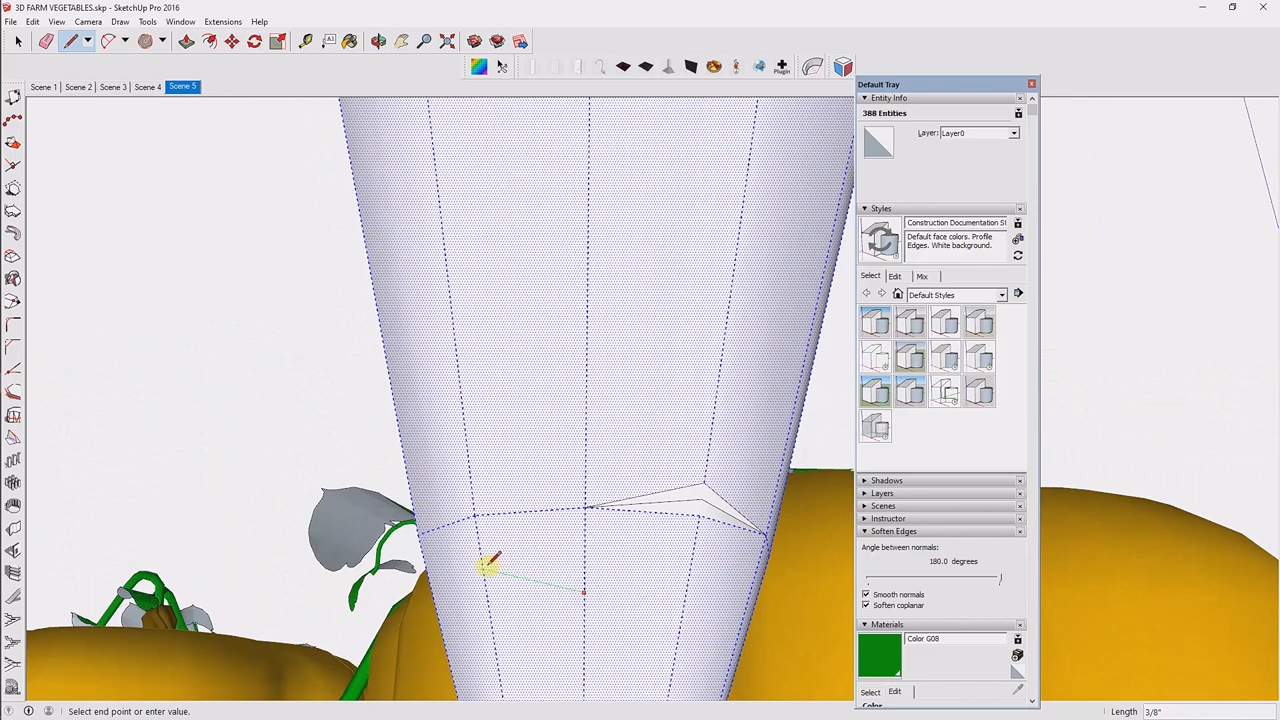 3D FARM VEGETABLES.skp - SketchUp Pro 2016
File Edit View Camera Draw Tools Window Extensions Help
Plugin
Scene 1 Scene 2 Scene 3 Scene 4 Scene 5
Default Tray
Entity Info
388 Entities
Layer: Layer0
Styles
Construction Documentation St
Default face colors. Profile
Edges. White background.
Select Edit Mix
Default Styles
Shadows
Layers
Scenes
Instructor
Soften Edges
Angle between normals:
180.0 degrees
Smooth normals
Soften coplanar
Materials
Color G08
Select Edit
Select end point or enter value.
Length 3/8"